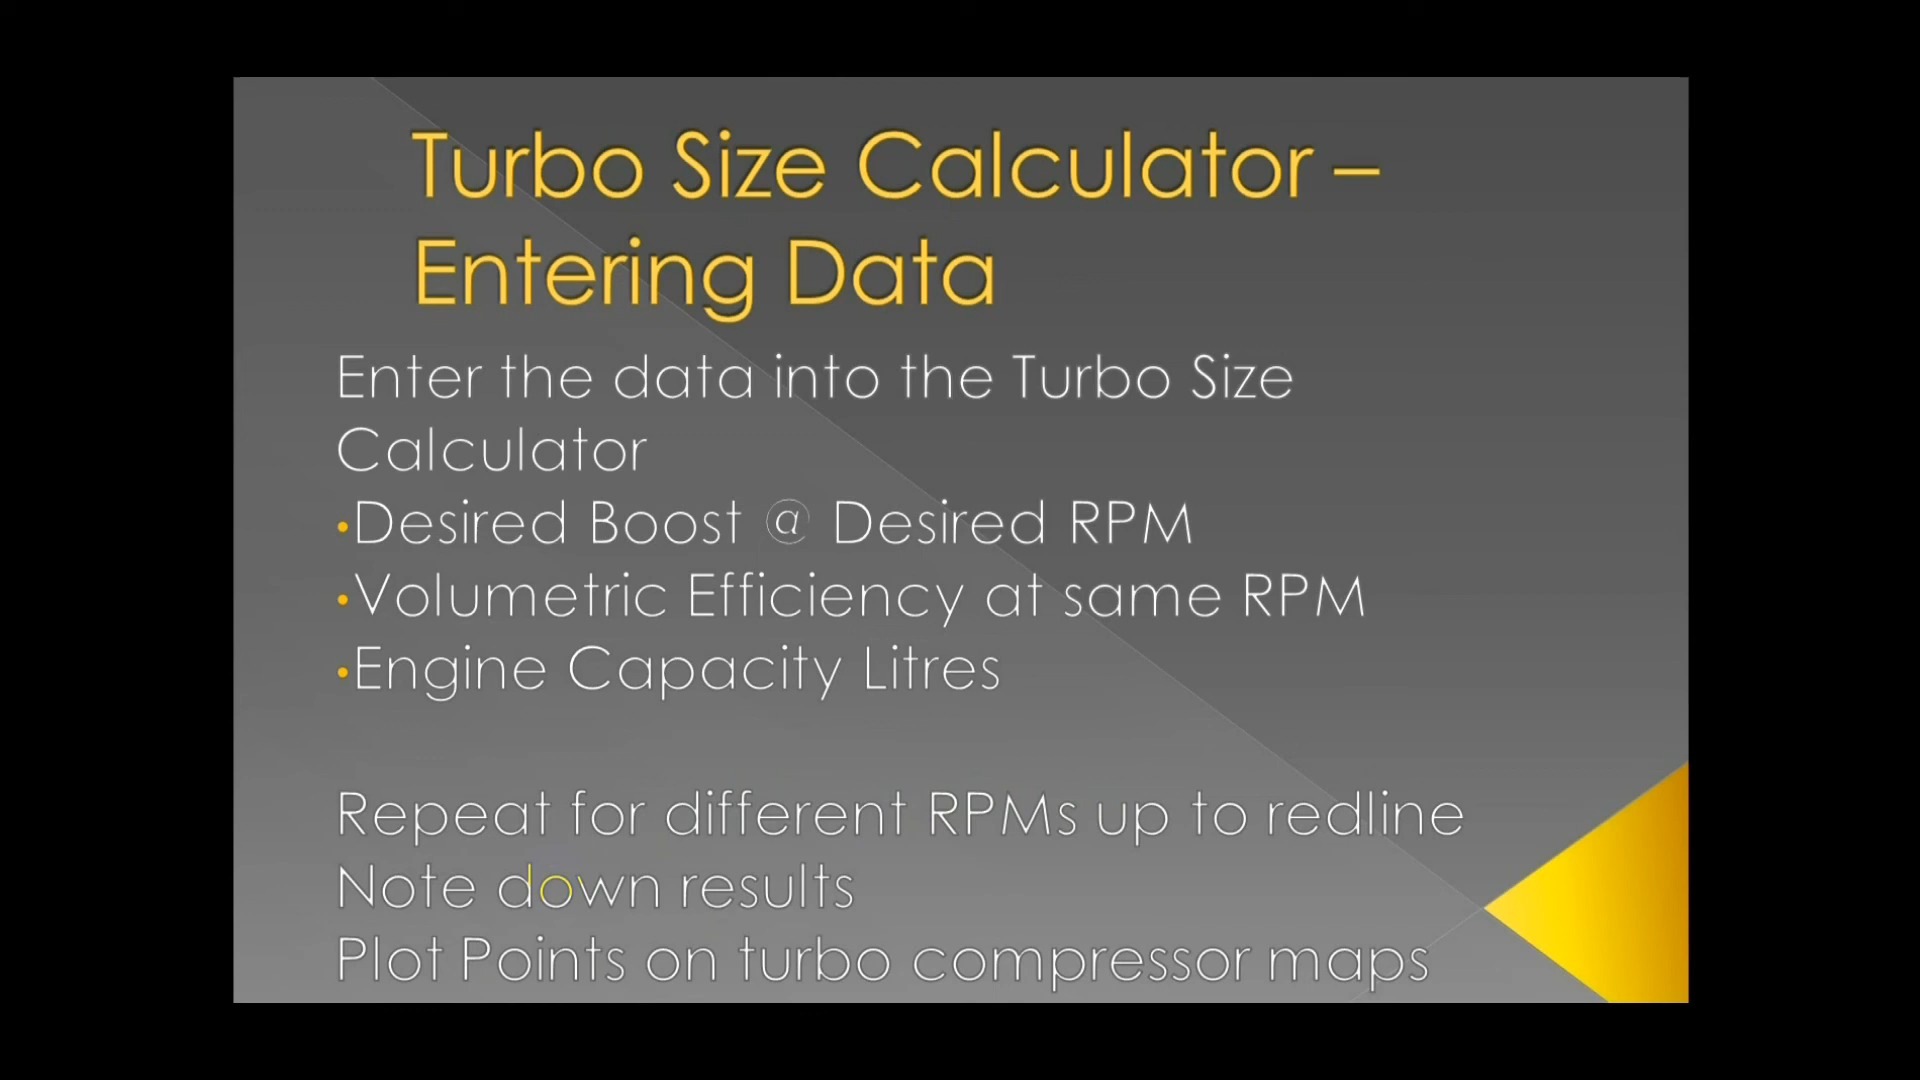 Turbo Size Calculator –
Entering Data
Enter the data into the Turbo Size
Calculator
•Desired Boost @ Desired RPM
•Volumetric Efficiency at same RPM
•Engine Capacity Litres
Repeat for different RPMs up to redline
Note down results
Plot Points on turbo compressor maps